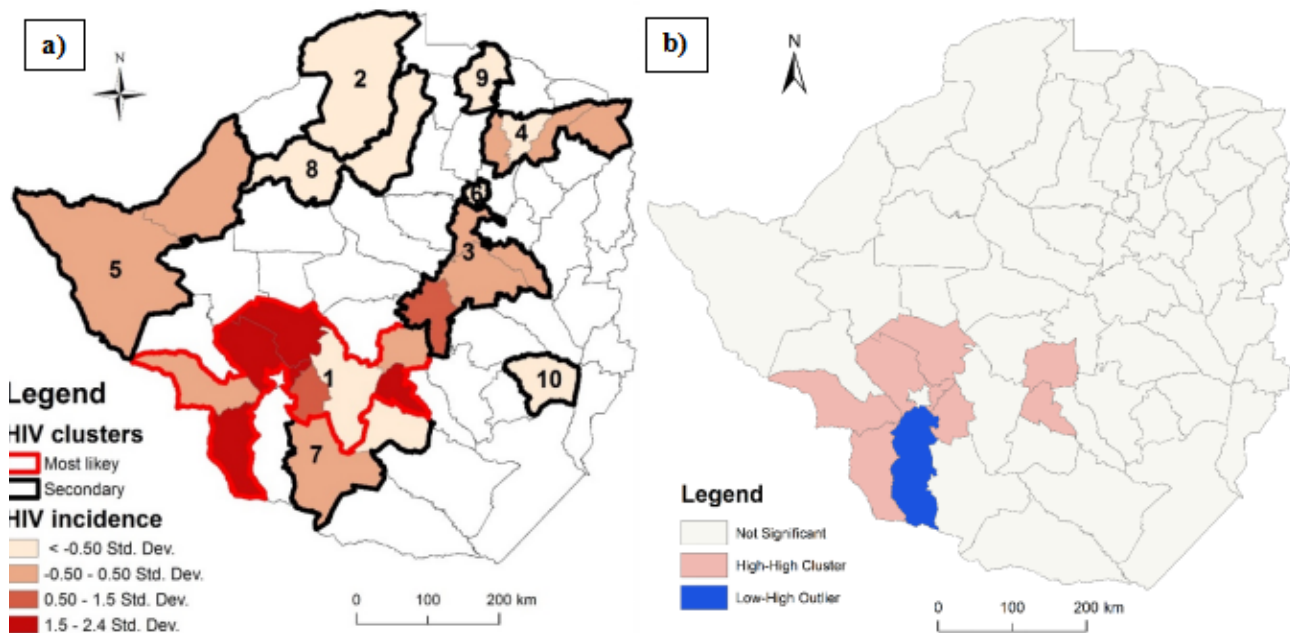 a)
N
2
9
4
8
6
5
3
1
10
7
Legend
HIV clusters
Most likey
Secondary
HIV incidence
< -0.50 Std. Dev.
-0.50 - 0.50 Std. Dev.
0.50 - 1.5 Std. Dev.
1.5 - 2.4 Std. Dev.
0 100 200 km
b)
N
Legend
Not Significant
High-High Cluster
Low-High Outlier
0 100 200 km